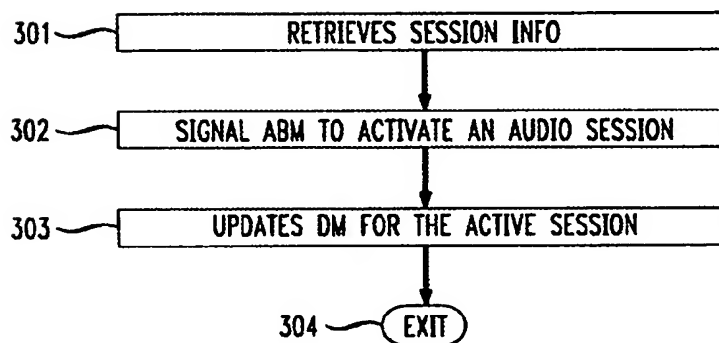 301 RETRIEVES SESSION INFO
302 SIGNAL ABM TO ACTIVATE AN AUDIO SESSION
303 UPDATES DM FOR THE ACTIVE SESSION
304 EXIT